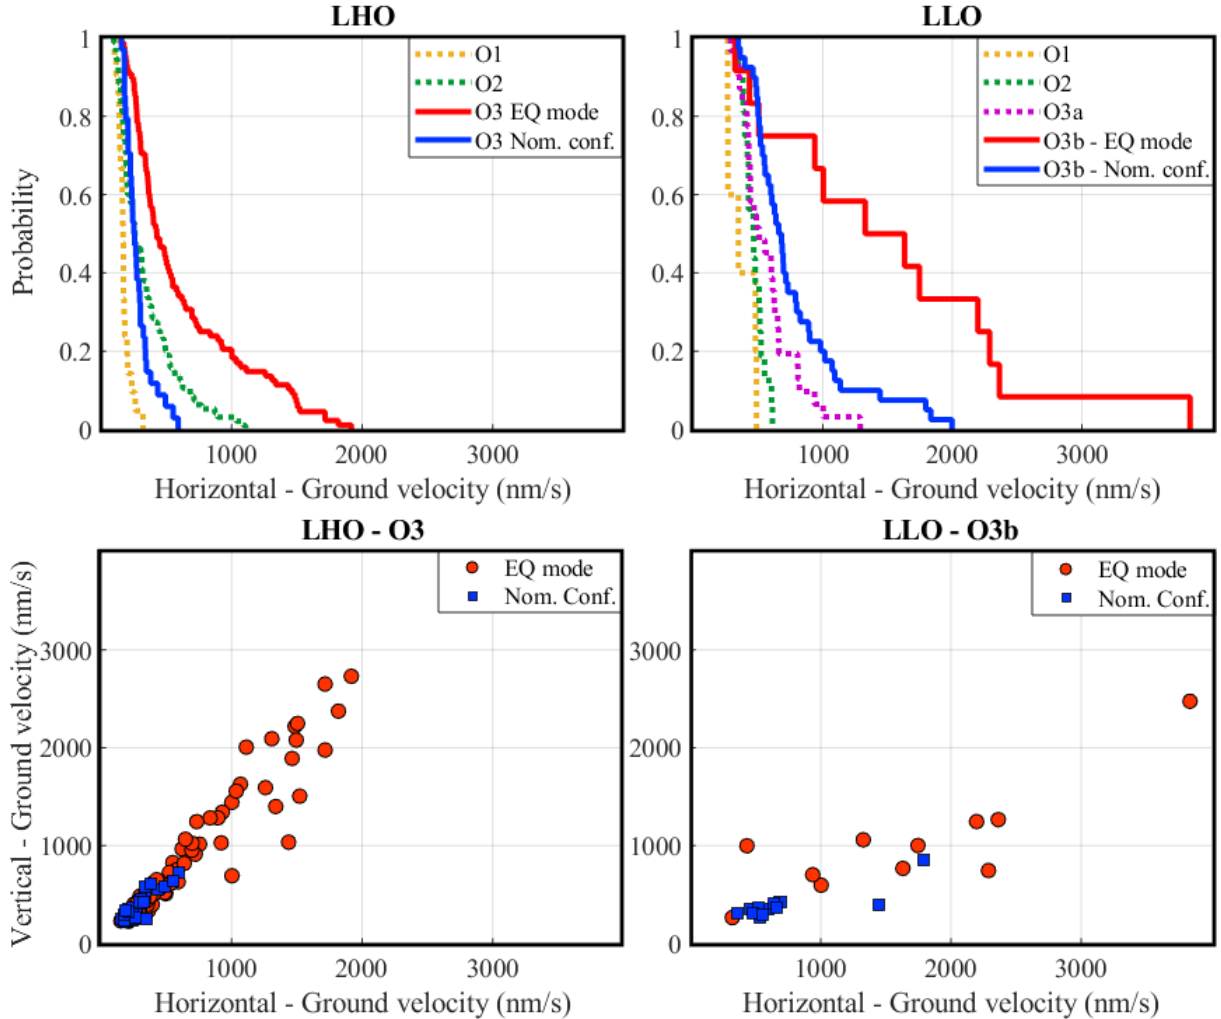 LHO
1
0.8
0.6
0.4
0.2
0
Probability
1000 2000 3000
Horizontal - Ground velocity (nm/s)
O1
O2
O3 EQ mode
O3 Nom. conf.
LLO
1
0.8
0.6
0.4
0.2
0
1000 2000 3000
Horizontal - Ground velocity (nm/s)
O1
O2
O3a
O3b - EQ mode
O3b - Nom. conf.
LHO - O3
3000
2000
1000
0
Vertical - Ground velocity (nm/s)
1000 2000 3000
Horizontal - Ground velocity (nm/s)
EQ mode
Nom. Conf.
LLO - O3b
3000
2000
1000
0
1000 2000 3000
Horizontal - Ground velocity (nm/s)
EQ mode
Nom. Conf.